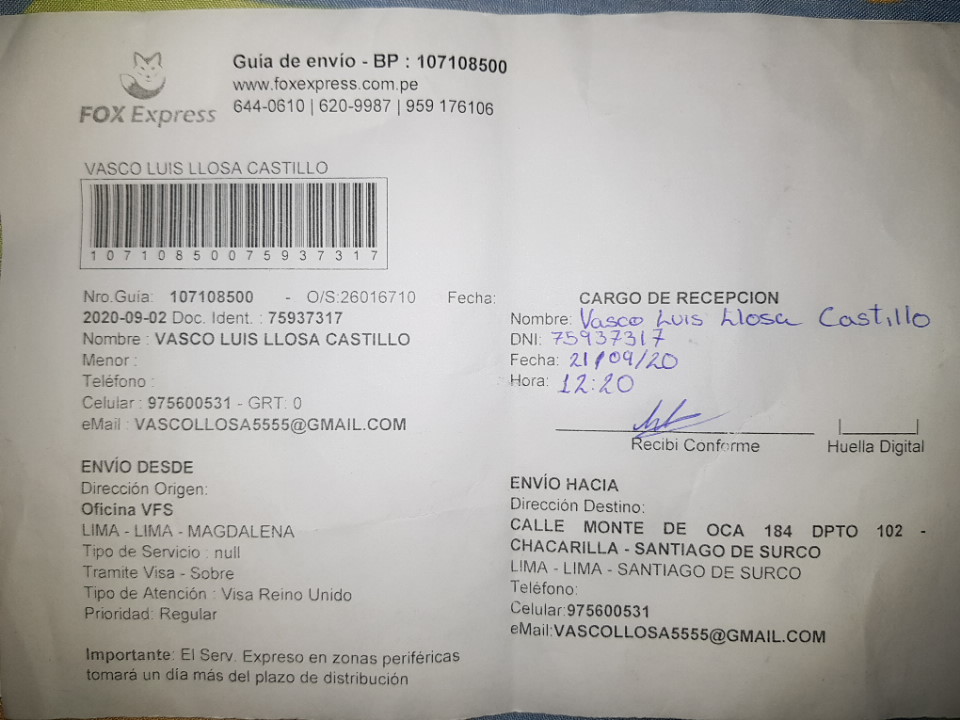 FOX Express
Guía de envío - BP : 107108500
www.foxexpress.com.pe
644-0610 | 620-9987 | 959 176106
VASCO LUIS LLOSA CASTILLO
10710850075937317
Nro.Guia: 107108500 - O/S:26016710 Fecha:
2020-09-02 Doc. Ident. : 75937317
Nombre : VASCO LUIS LLOSA CASTILLO
Menor :
Teléfono :
Celular : 975600531 - GRT: 0
eMail : VASCOLLOSA5555@GMAIL.COM
ENVÍO DESDE
Dirección Origen:
Oficina VFS
LIMA - LIMA - MAGDALENA
Tipo de Servicio : null
Tramite Visa - Sobre
Tipo de Atención : Visa Reino Unido
Prioridad: Regular
Importante: El Serv. Expreso en zonas periféricas
tomará un día más del plazo de distribución
CARGO DE RECEPCION
Nombre: Vasco Luis Llosa Castillo
DNI: 75937317
Fecha: 21/09/20
Hora: 12:20
Recibi Conforme
Huella Digital
ENVÍO HACIA
Dirección Destino:
CALLE MONTE DE OCA 184 DPTO 102 -
CHACARILLA - SANTIAGO DE SURCO
LIMA - LIMA - SANTIAGO DE SURCO
Teléfono:
Celular:975600531
eMail:VASCOLLOSA5555@GMAIL.COM